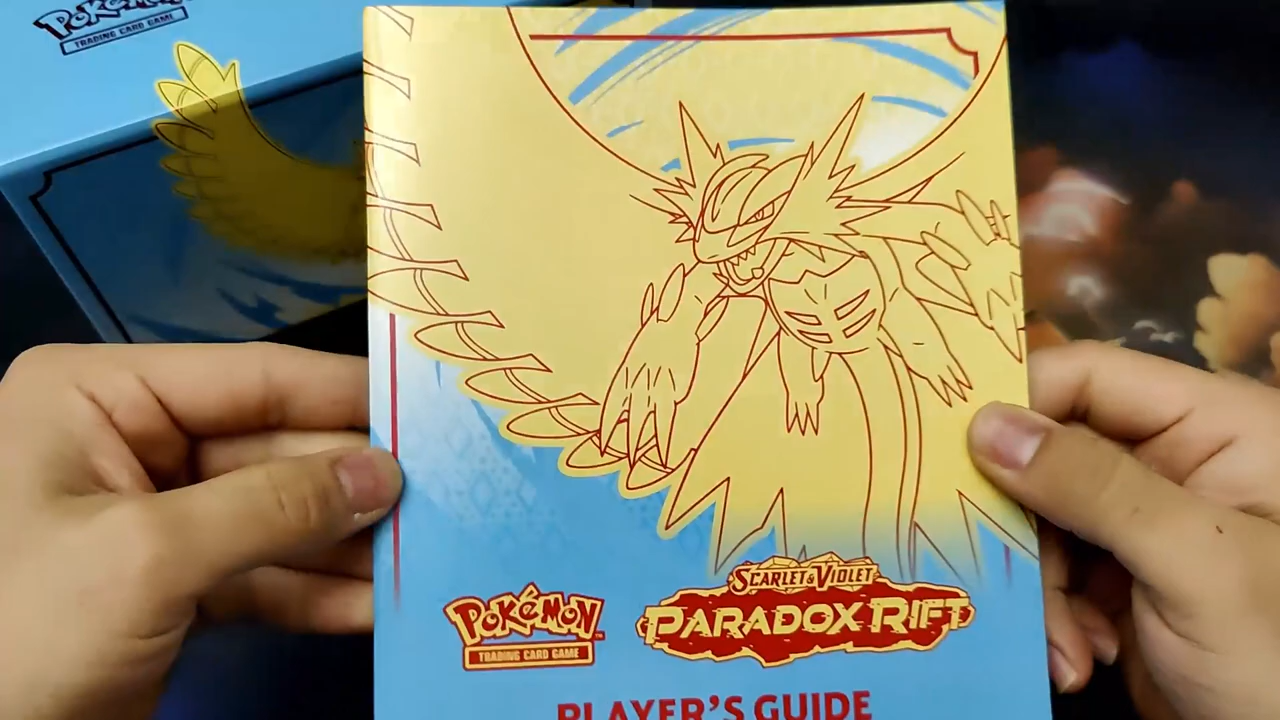 Pokémon
TRADING CARD GAME
SCARLET & VIOLET
PARADOX RIFT
Pokémon
TRADING CARD GAME
PLAYER'S GUIDE